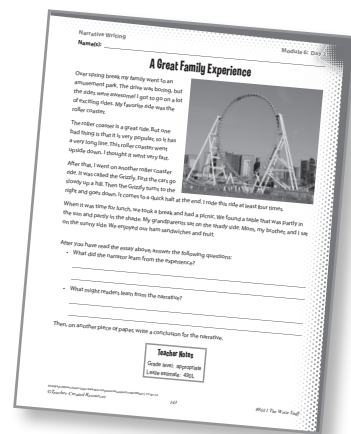 Narrative Writing
Module 6: Day
Name(s):
A Great Family Experience
Over spring break my family went to an
amusement park. The drive was boring, but
the rides were awesome! I got to go on a lot
of exciting rides. My favorite ride was the
roller coaster.
The roller coaster is a great ride. But one
bad thing is that it is very popular, so it has
a very long line. This roller coaster went
upside down. I thought it went very fast.
After that, I went on another roller coaster
ride. It was called the Grizzly. First the cars go
slowly up a hill. Then the Grizzly turns to the
right and goes down. It comes to a quick halt at the end. I rode this ride at least four times.
When it was time for lunch, we took a break and had a picnic. We found a table that was partly in
the sun and partly in the shade. My grandparents sat on the shady side. Mom, my brother, and I sat
on the sunny side. We enjoyed our ham sandwiches and fruit.
After you have read the essay above, answer the following questions:
• What did the narrator learn from the experience?
• What might readers learn from the narrative?
Then, on another piece of paper, write a conclusion for the narrative.
Teacher Notes
Grade level: appropriate
Lexile estimate: 490L
©Teacher Created Resources
147
#8011 The Write Stuff